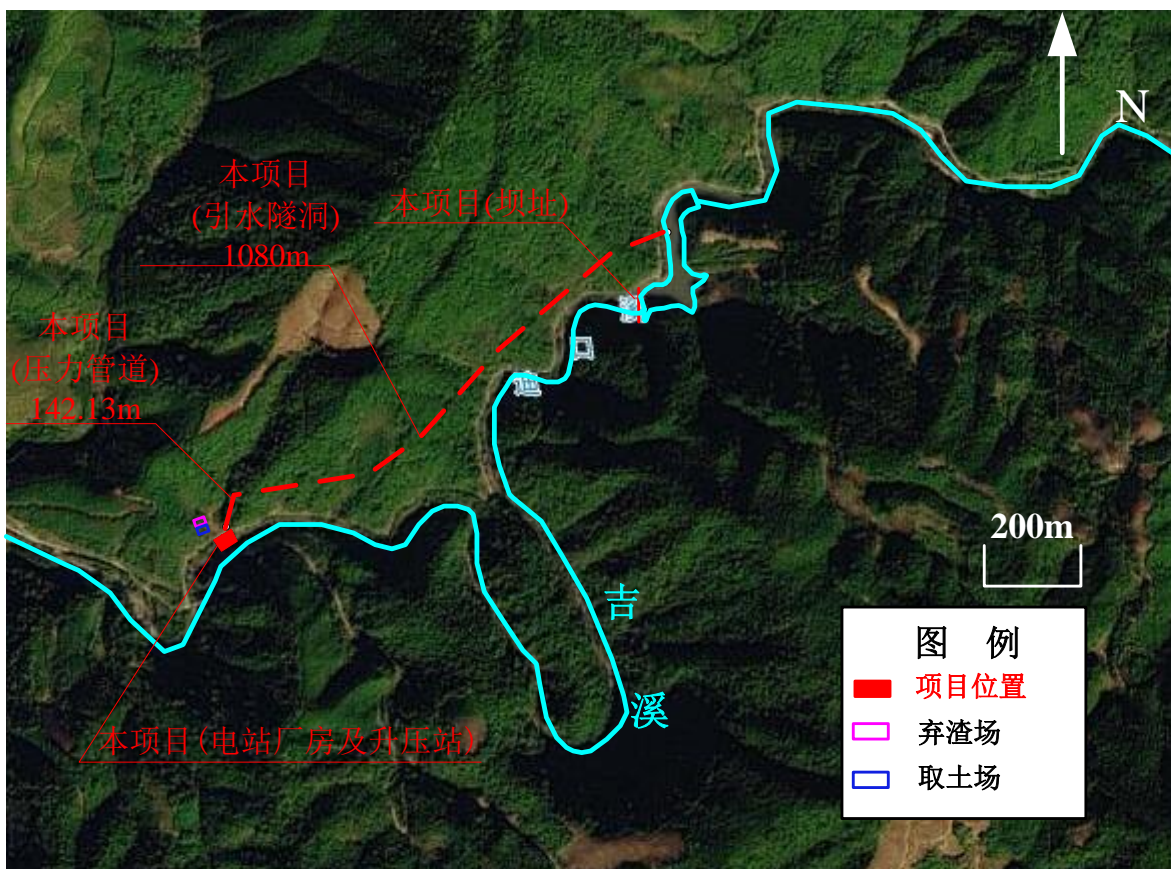 N
本项目
(引水隧洞)
1080m
本项目(坝址)
本项目
(压力管道)
142.13m
200m
吉
溪
本项目(电站厂房及升压站)
图 例
项目位置
弃渣场
取土场